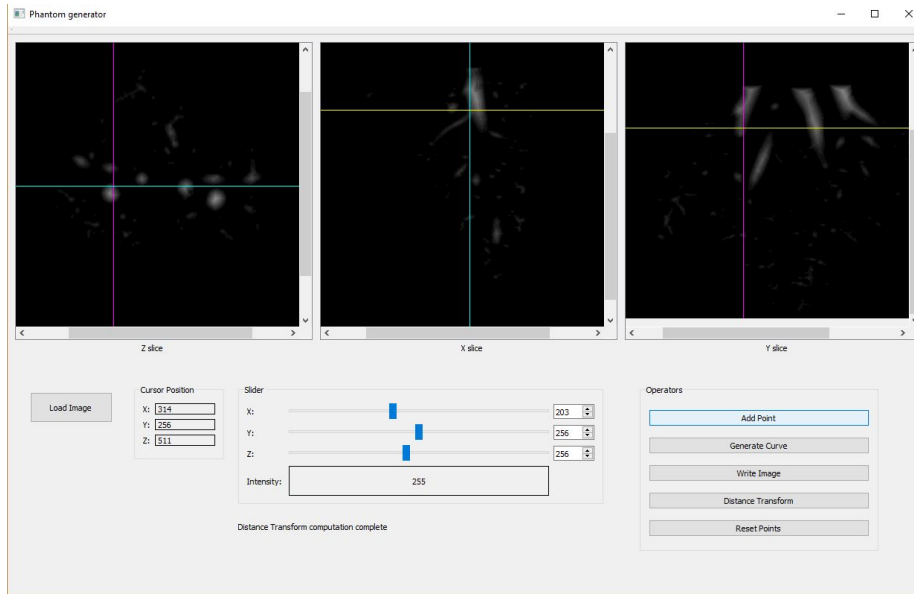 Phantom generator
Z slice
X slice
Y slice
Load Image
Cursor Position
X: 314
Y: 256
Z: 511
Slider
X: 203
Y: 256
Z: 256
Intensity: 255
Distance Transform computation complete
Operators
Add Point
Generate Curve
Write Image
Distance Transform
Reset Points